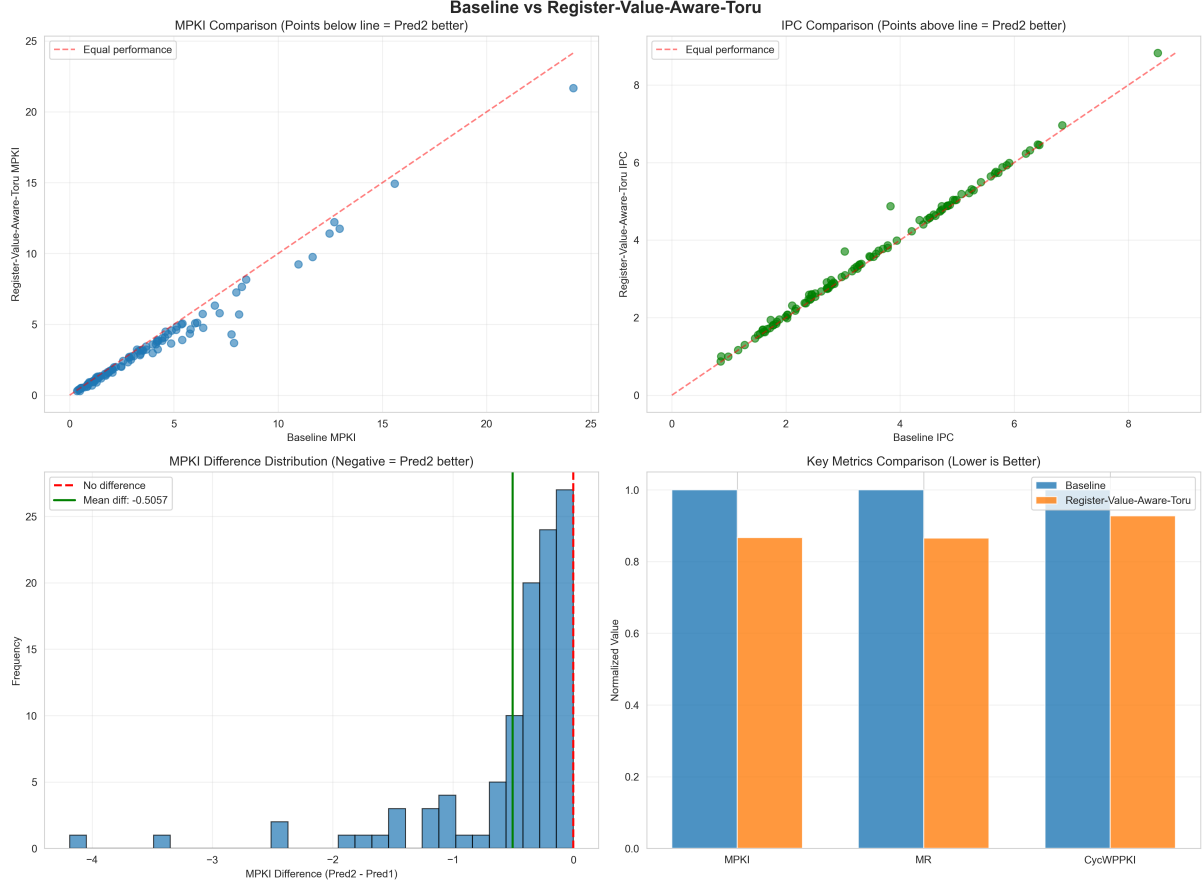 Baseline vs Register-Value-Aware-Toru
MPKI Comparison (Points below line = Pred2 better)
Equal performance
25
20
15
10
5
0
Register-Value-Aware-Toru MPKI
0 5 10 15 20 25
Baseline MPKI
IPC Comparison (Points above line = Pred2 better)
Equal performance
8
6
4
2
0
Register-Value-Aware-Toru IPC
0 2 4 6 8
Baseline IPC
MPKI Difference Distribution (Negative = Pred2 better)
No difference
Mean diff: -0.5057
25
20
15
10
5
0
Frequency
−4 −3 −2 −1 0
MPKI Difference (Pred2 - Pred1)
Key Metrics Comparison (Lower is Better)
Baseline
Register-Value-Aware-Toru
1.0
0.8
0.6
0.4
0.2
0.0
Normalized Value
MPKI MR CycWPPKI